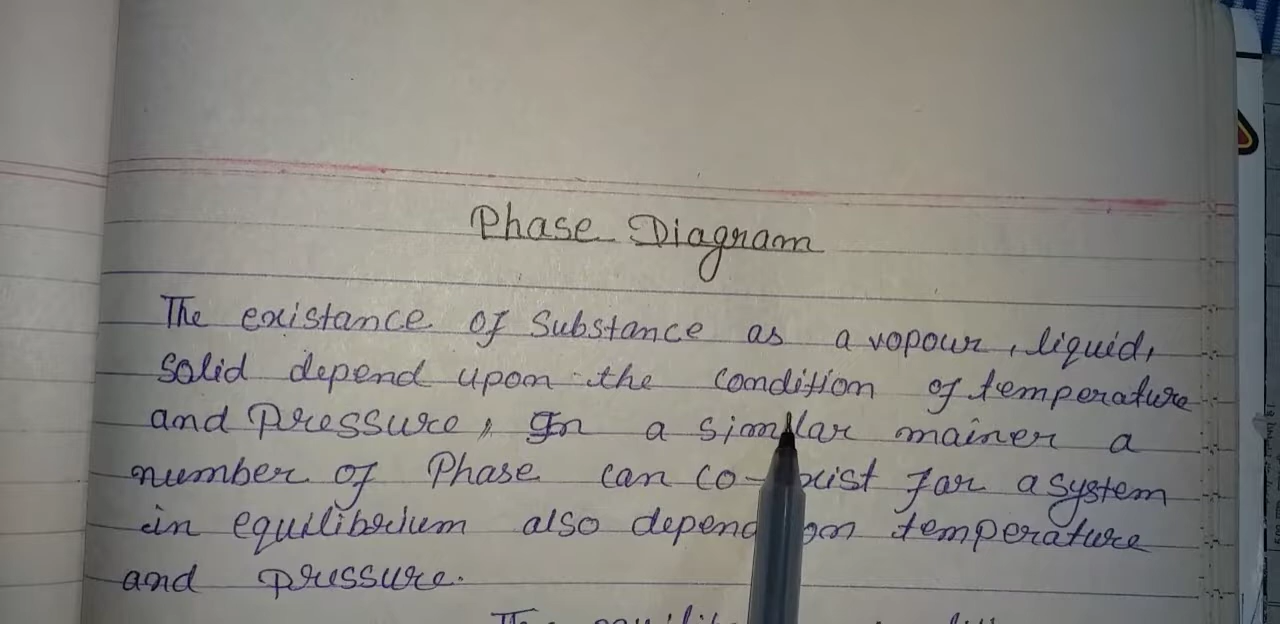 Phase Diagram
The existance of Substance as a vopour, liquid,
Solid depend upon the condition of temperature
and Pressure, In a similar mainer a
number of Phase can co- xist for a system
in equilibrium also depend on temperature
and pressure.